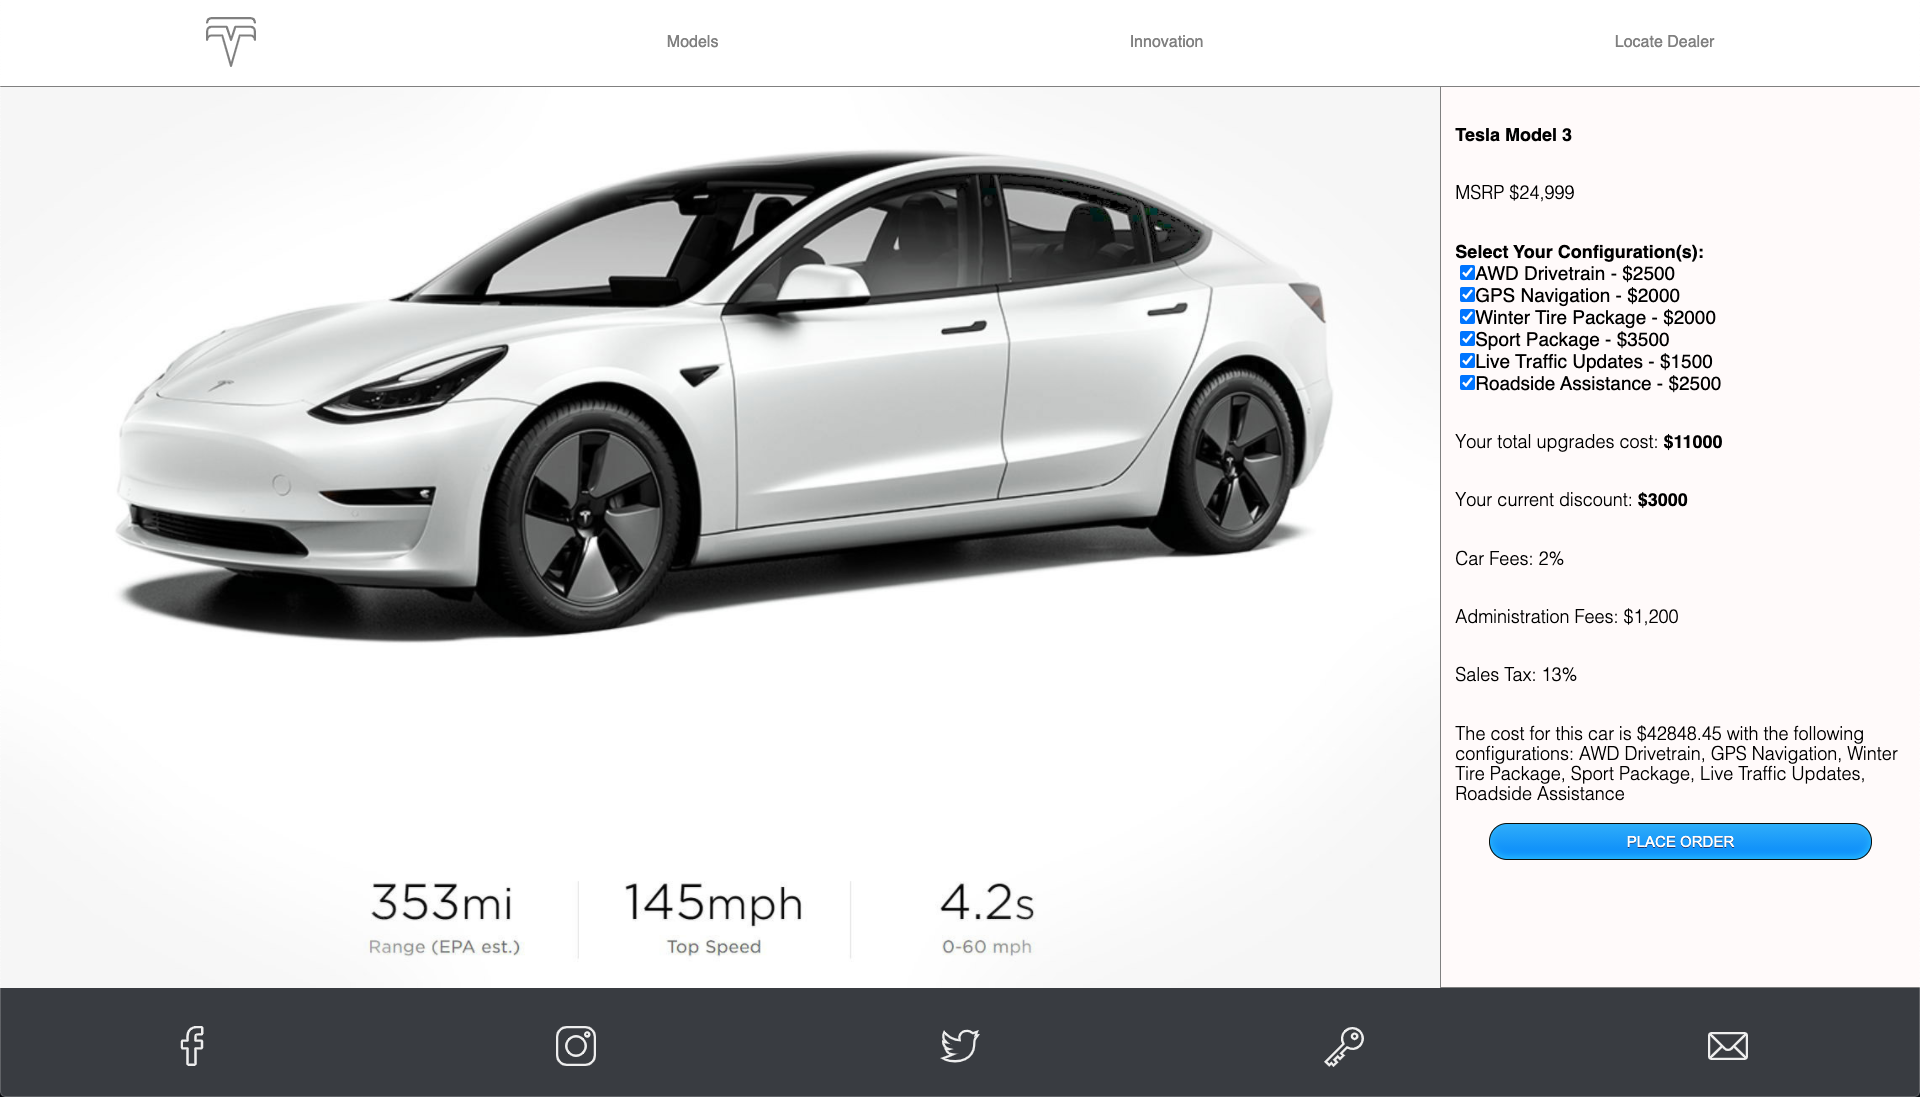 Models
Innovation
Locate Dealer
Tesla Model 3
MSRP $24,999
Select Your Configuration(s):
AWD Drivetrain - $2500
GPS Navigation - $2000
Winter Tire Package - $2000
Sport Package - $3500
Live Traffic Updates - $1500
Roadside Assistance - $2500
Your total upgrades cost: $11000
Your current discount: $3000
Car Fees: 2%
Administration Fees: $1,200
Sales Tax: 13%
The cost for this car is $42848.45 with the following
configurations: AWD Drivetrain, GPS Navigation, Winter
Tire Package, Sport Package, Live Traffic Updates,
Roadside Assistance
PLACE ORDER
353mi
Range (EPA est.)
145mph
Top Speed
4.2s
0-60 mph